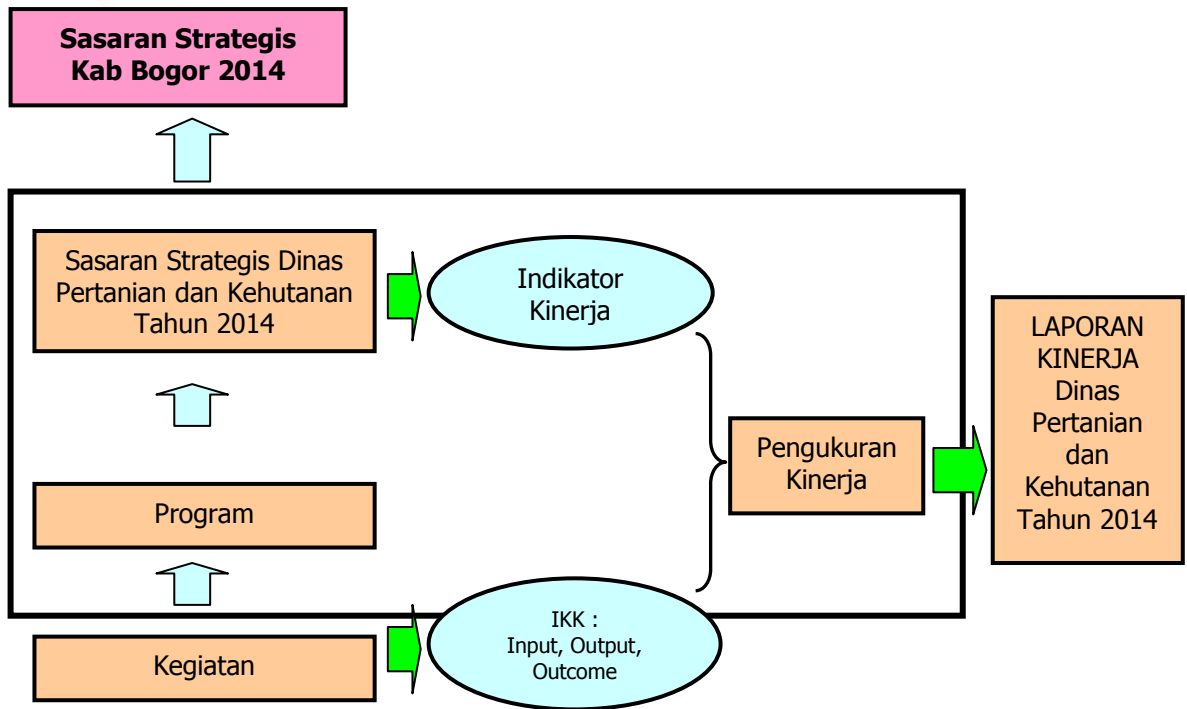 Sasaran Strategis
Kab Bogor 2014
Sasaran Strategis Dinas
Pertanian dan Kehutanan
Tahun 2014
Indikator
Kinerja
Program
Pengukuran
Kinerja
LAPORAN
KINERJA
Dinas
Pertanian
dan
Kehutanan
Tahun 2014
Kegiatan
IKK :
Input, Output,
Outcome